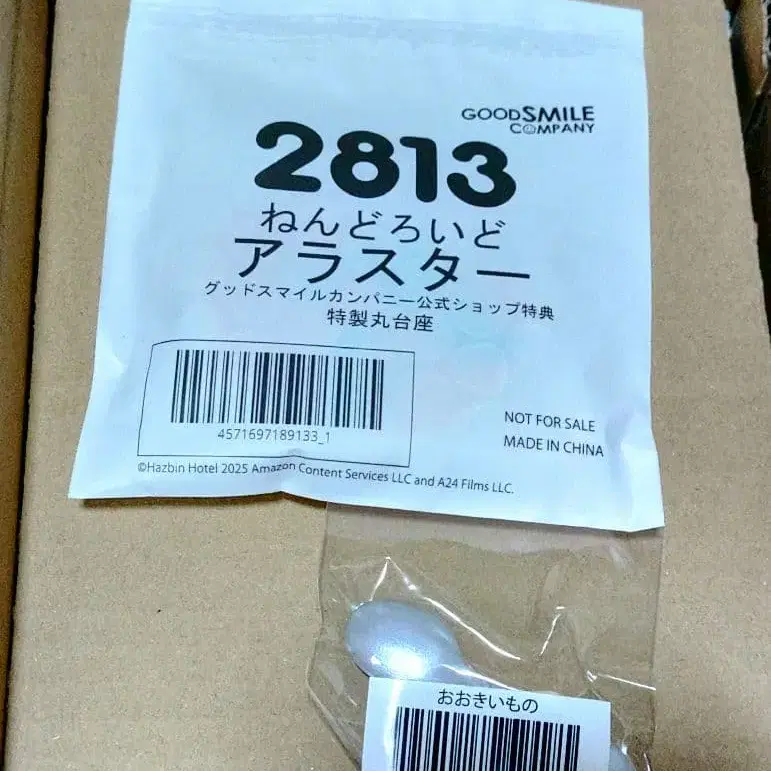 GOODSMILE
COMPANY
2813
ねんどろいど
アラスター
グッドスマイルカンパニー公式ショップ特典
特製丸台座
4571697189133_1
NOT FOR SALE
MADE IN CHINA
©Hazbin Hotel 2025 Amazon Content Services LLC and A24 Films LLC.
おおきいもの